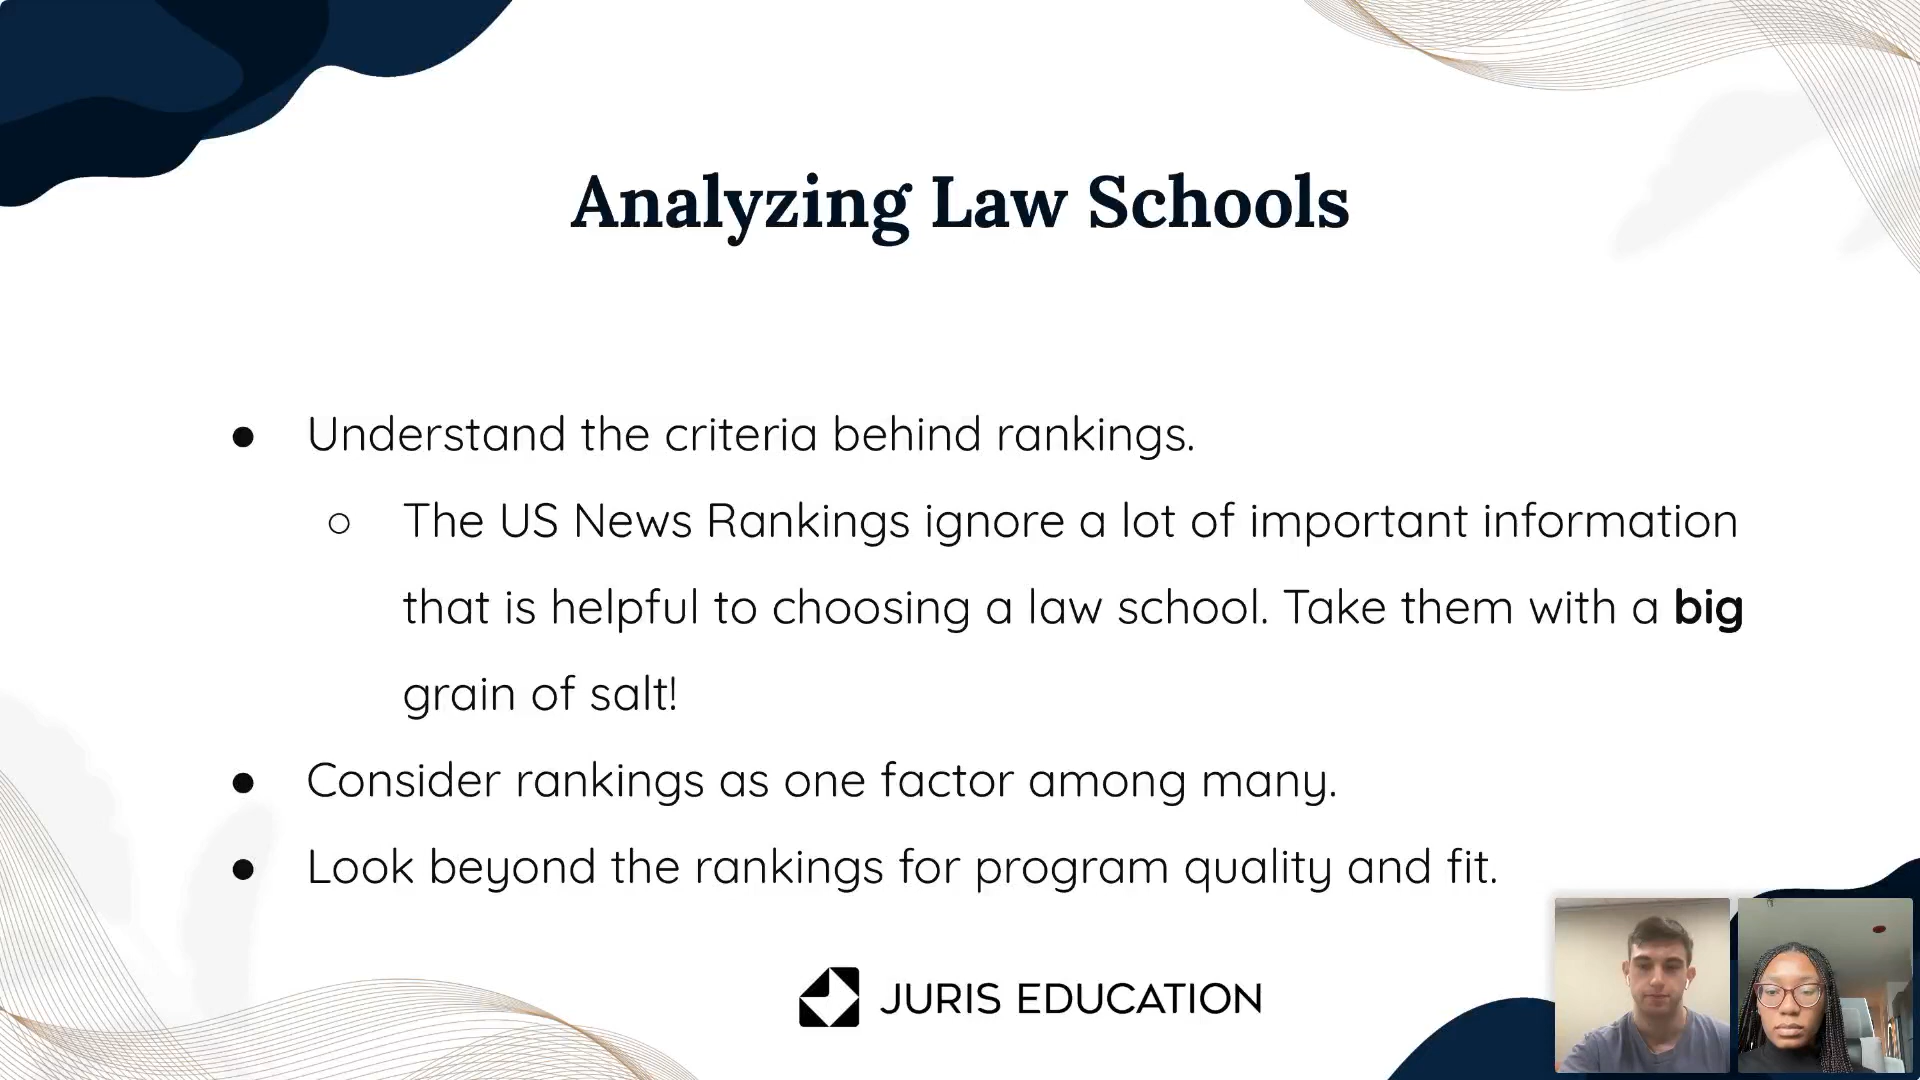 Analyzing Law Schools
● Understand the criteria behind rankings.
○ The US News Rankings ignore a lot of important information
that is helpful to choosing a law school. Take them with a big
grain of salt!
● Consider rankings as one factor among many.
● Look beyond the rankings for program quality and fit.
JURIS EDUCATION